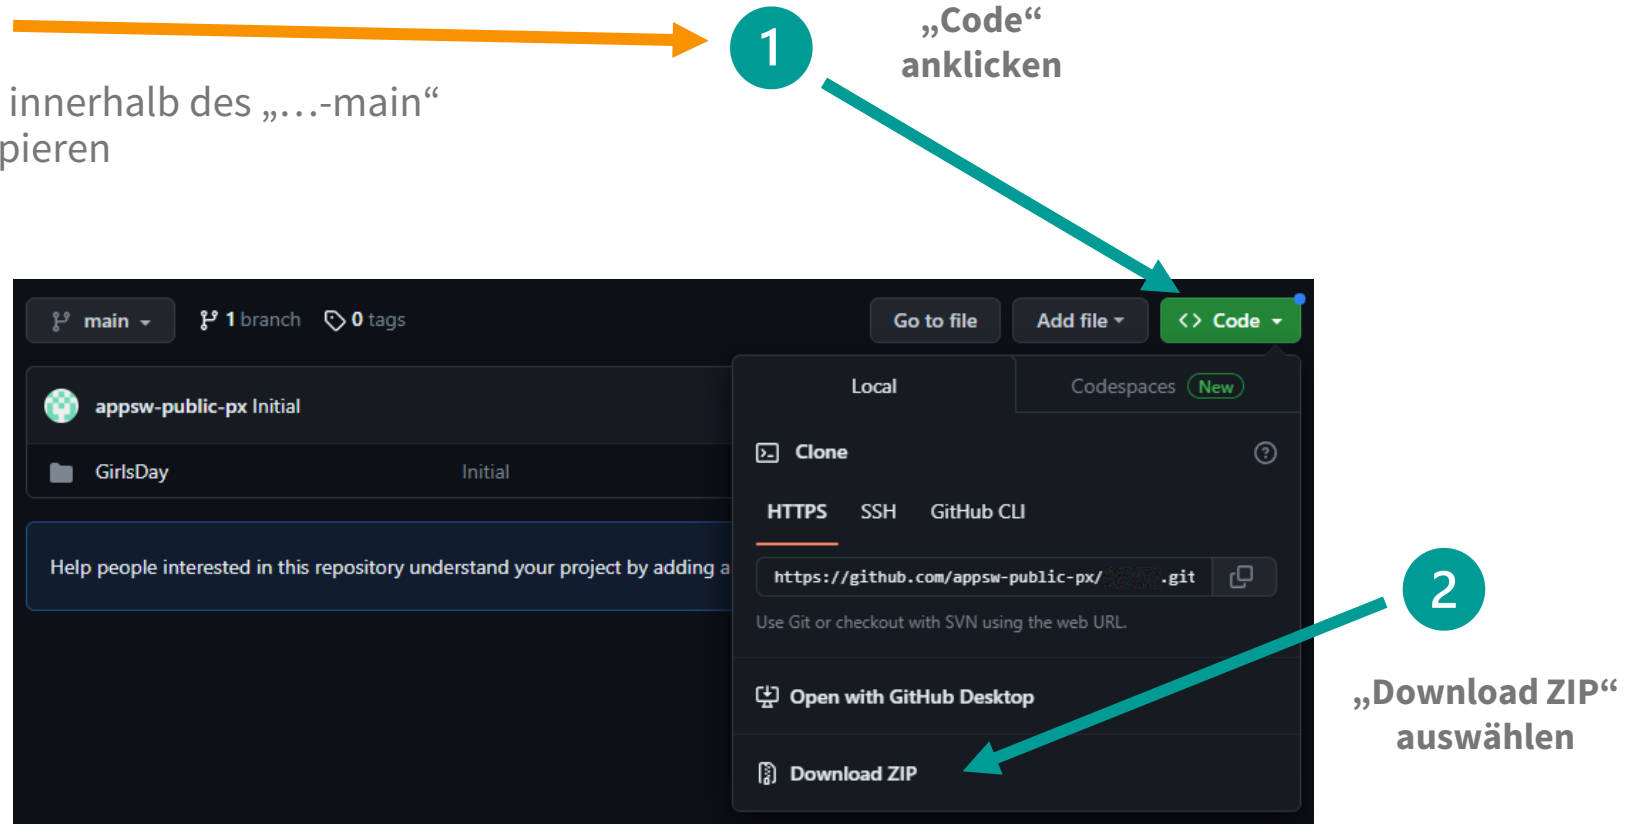 1
„Code“
anklicken
innerhalb des „…-main“
pieren
main
1 branch
0 tags
Go to file
Add file
<> Code
Local
Codespaces
New
appsw-public-px Initial
Clone
?
GirlsDay
Initial
HTTPS
SSH
GitHub CLI
Help people interested in this repository understand your project by adding a
https://github.com/appsw-public-px/
.git
2
Use Git or checkout with SVN using the web URL.
Open with GitHub Desktop
„Download ZIP“
auswählen
Download ZIP